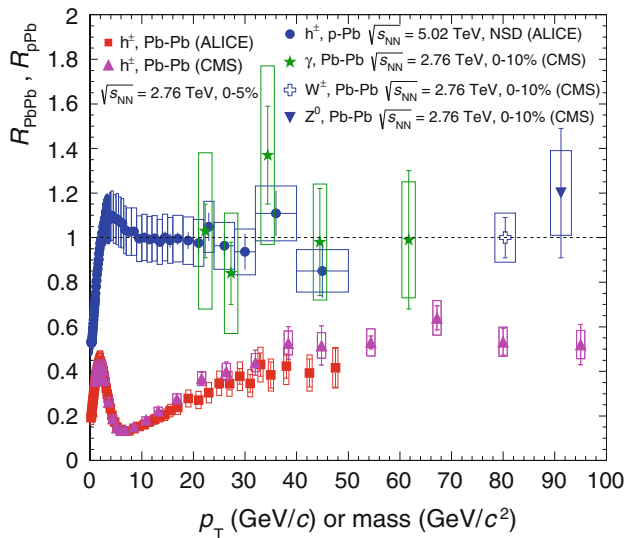 R_PbPb , R_pPb
2
1.8
1.6
1.4
1.2
1
0.8
0.6
0.4
0.2
0
h±, Pb-Pb (ALICE)
h±, Pb-Pb (CMS)
√s_NN = 2.76 TeV, 0-5%
h±, p-Pb √s_NN = 5.02 TeV, NSD (ALICE)
γ, Pb-Pb √s_NN = 2.76 TeV, 0-10% (CMS)
W±, Pb-Pb √s_NN = 2.76 TeV, 0-10% (CMS)
Z⁰, Pb-Pb √s_NN = 2.76 TeV, 0-10% (CMS)
0 10 20 30 40 50 60 70 80 90 100
p_T (GeV/c) or mass (GeV/c²)